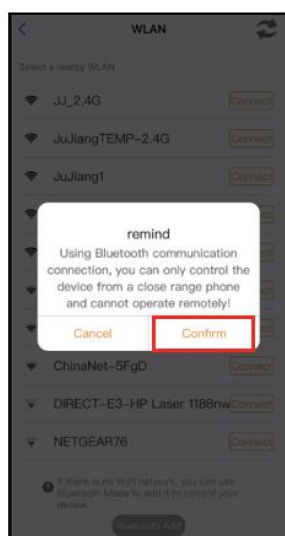 WLAN
Select a nearby WLAN
JJ_2.4G Connect
JuJiangTEMP-2.4G Connect
JuJiang1 Connect
remind
Using Bluetooth communication
connection, you can only control the
device from a close range phone
and cannot operate remotely!
Cancel Confirm
ChinaNet-5FgD Connect
DIRECT-E3-HP Laser 1188nw Connect
NETGEAR76 Connect
If there is no WiFi network, you can use
Bluetooth Mode to add it to control your
device.
Bluetooth Add